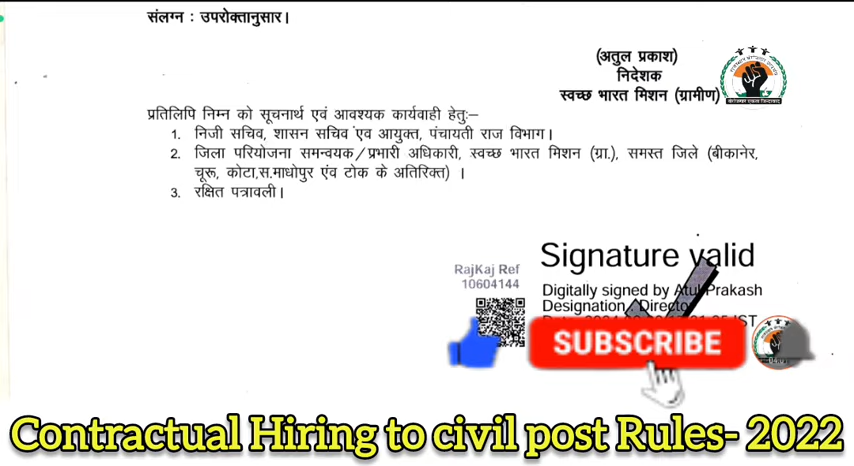 संलग्न : उपरोक्तानुसार।
(अतुल प्रकाश)
निदेशक
स्वच्छ भारत मिशन (ग्रामीण)
प्रतिलिपि निम्न को सूचनार्थ एवं आवश्यक कार्यवाही हेतुः–
1. निजी सचिव, शासन सचिव एव आयुक्त, पंचायती राज विभाग।
2. जिला परियोजना समन्वयक/प्रभारी अधिकारी, स्वच्छ भारत मिशन (ग्रा.), समस्त जिले (बीकानेर,
चूरू, कोटा,स.माधोपुर एंव टोक के अतिरिक्त) ।
3. रक्षित पत्रावली।
Signature valid
RajKaj Ref
10604144
Digitally signed by Atul Prakash
Designation : Director
SUBSCRIBE
Contractual Hiring to civil post Rules- 2022